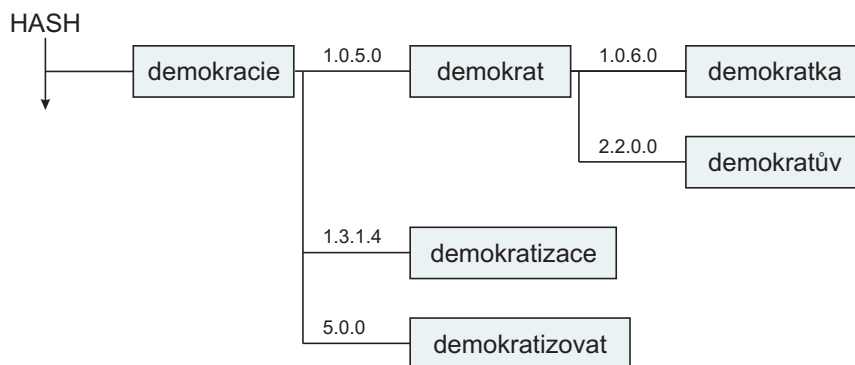 HASH
demokracie
1.0.5.0
demokrat
1.0.6.0
demokratka
2.2.0.0
demokratův
1.3.1.4
demokratizace
5.0.0
demokratizovat